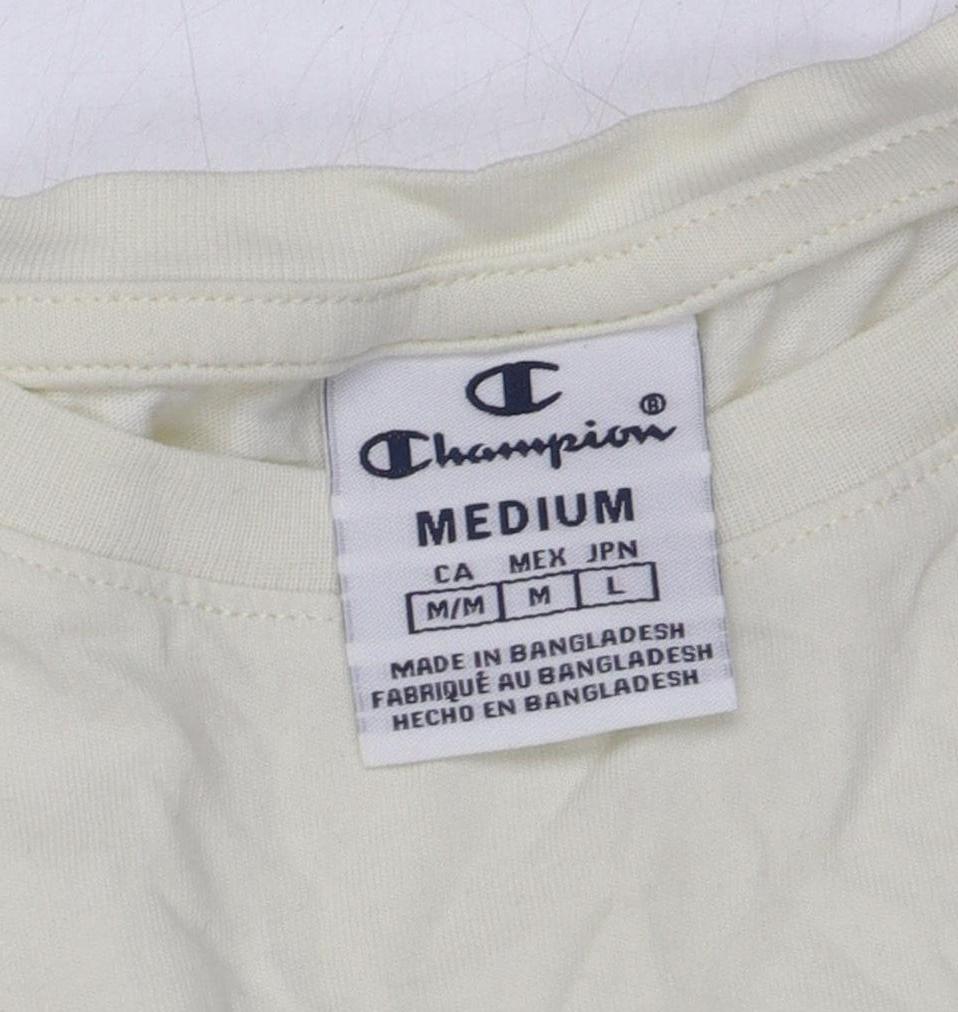 Champion®
MEDIUM
CA MEX JPN
M/M M L
MADE IN BANGLADESH
FABRIQUÉ AU BANGLADESH
HECHO EN BANGLADESH